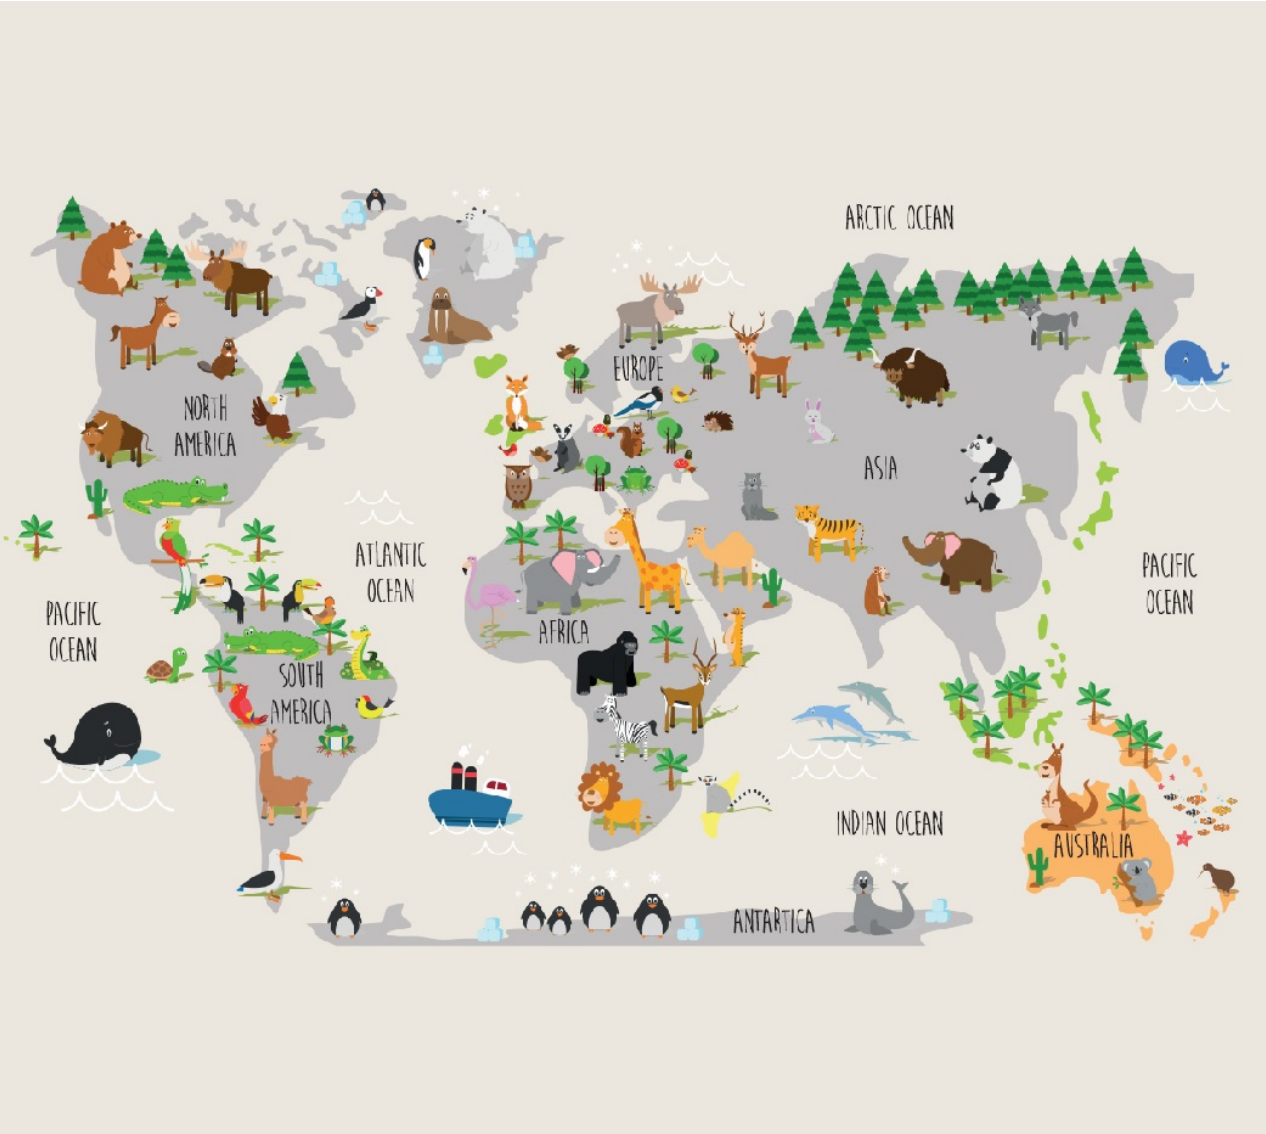 ARCTIC OCEAN
EUROPE
NORTH
AMERICA
ASIA
ATLANTIC
OCEAN
PACIFIC
OCEAN
PACIFIC
OCEAN
AFRICA
SOUTH
AMERICA
INDIAN OCEAN
AUSTRALIA
ANTARTICA